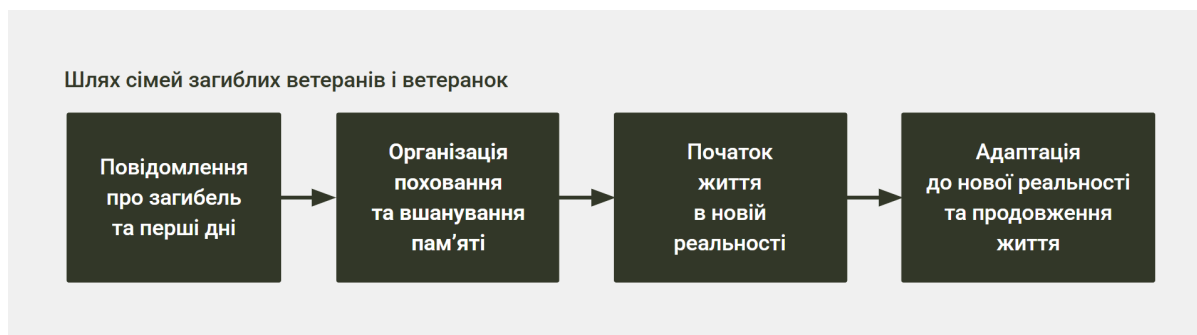 Шлях сімей загиблих ветеранів і ветеранок
Повідомлення
про загибель
та перші дні
Організація
поховання
та вшанування
пам’яті
Початок
життя
в новій
реальності
Адаптація
до нової реальності
та продовження
життя